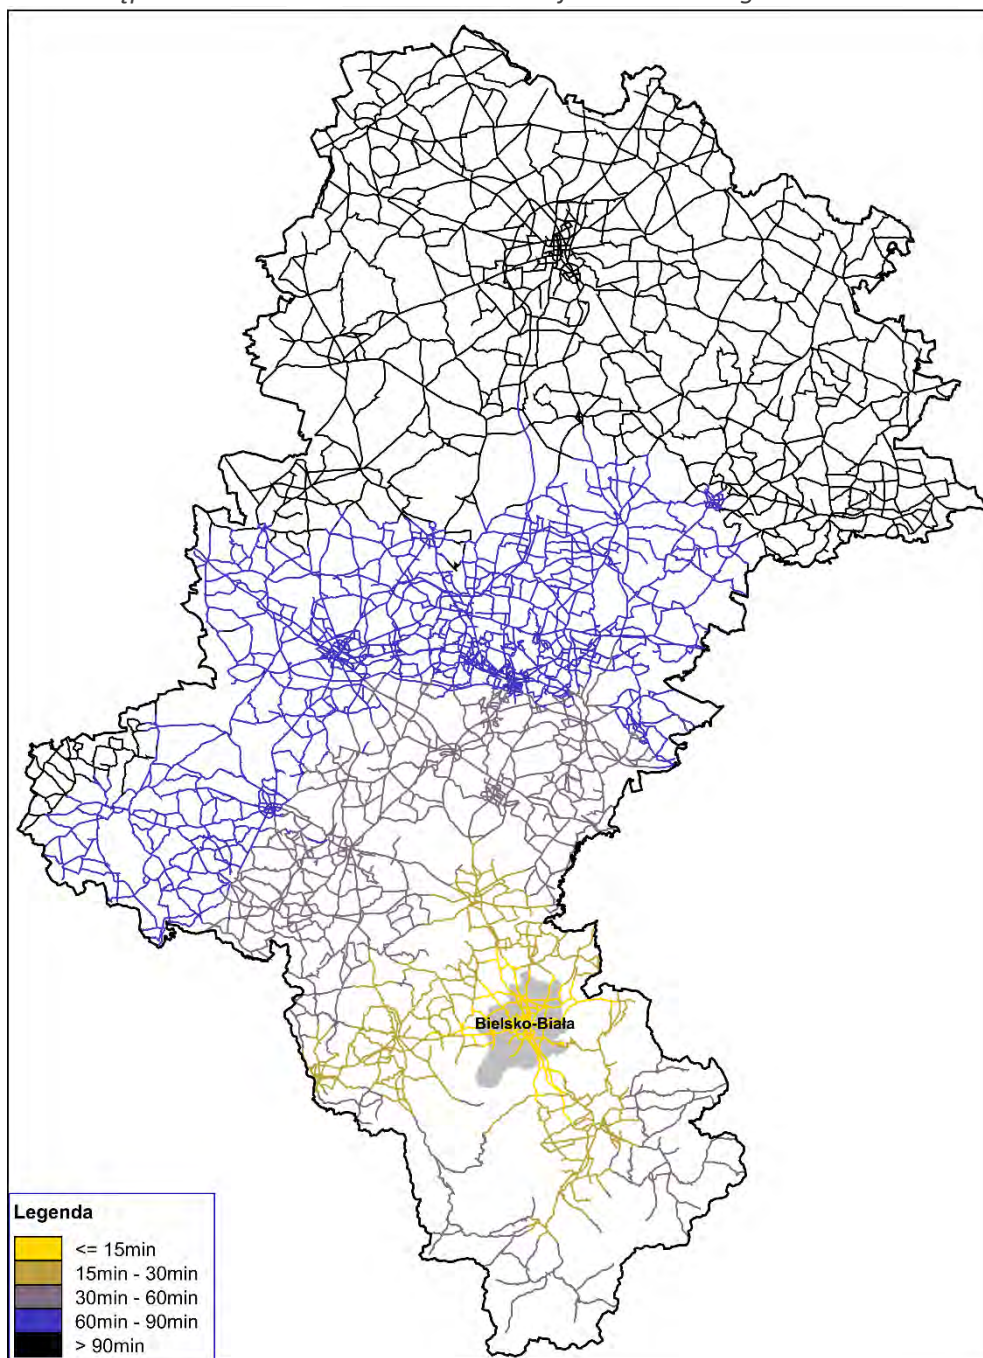 Bielsko-Biała
Legenda
<= 15min
15min - 30min
30min - 60min
60min - 90min
> 90min